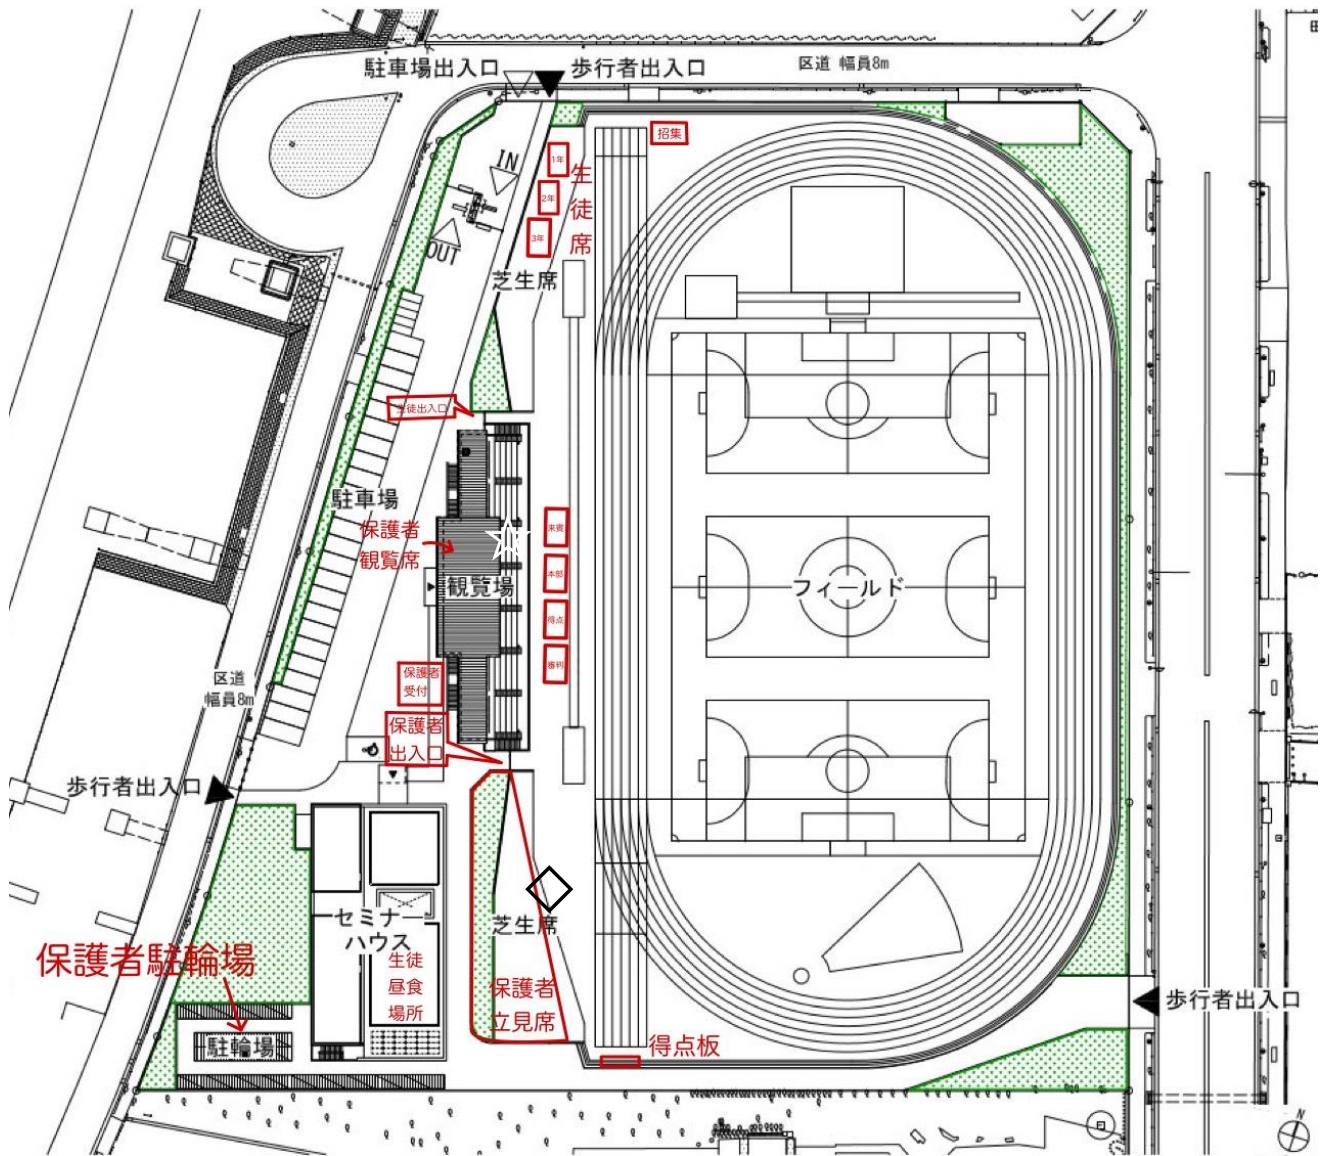 駐車場出入口
歩行者出入口
区道 幅員8m
招集
IN
1年
生徒席
2年
3年
OUT
芝生席
生徒出入口
駐車場
保護者
観覧席
来賓
本部
観覧場
フィールド
得点
審判
保護者
受付
区道
幅員8m
保護者
出入口
歩行者出入口
芝生席
セミナー
ハウス
生徒
昼食
場所
保護者駐輪場
保護者
立見席
歩行者出入口
駐輪場
得点板
N